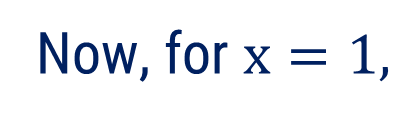 Now, for x = 1,